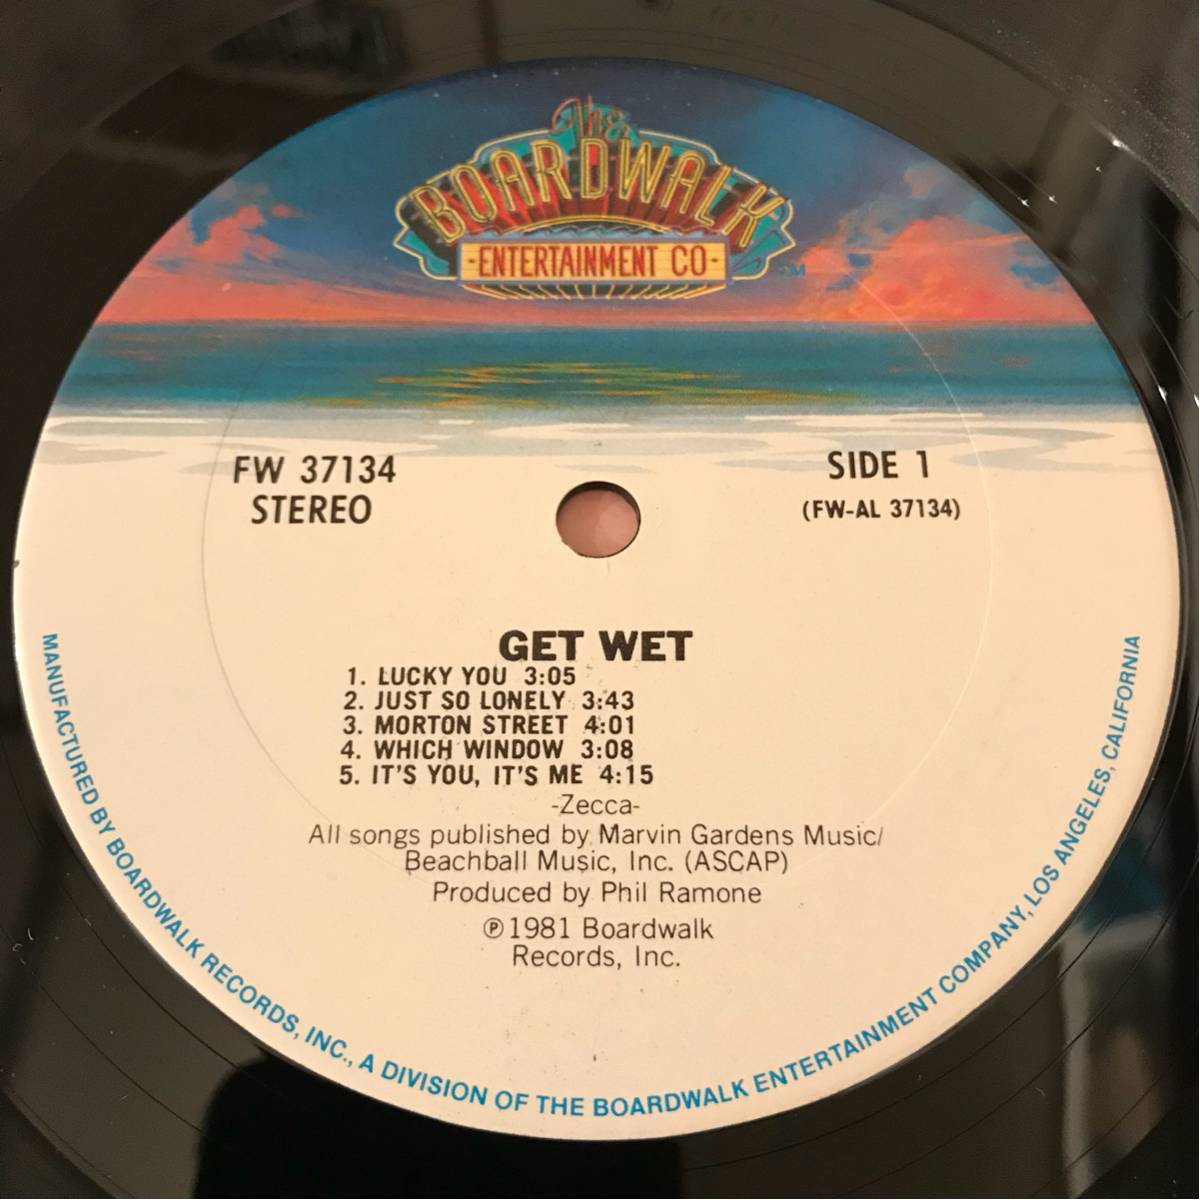 The
BOARDWALK
-ENTERTAINMENT CO-
TM
FW 37134
STEREO
SIDE 1
(FW-AL 37134)
GET WET
1. LUCKY YOU 3:05
2. JUST SO LONELY 3:43
3. MORTON STREET 4:01
4. WHICH WINDOW 3:08
5. IT'S YOU, IT'S ME 4:15
-Zecca-
All songs published by Marvin Gardens Music/
Beachball Music, Inc. (ASCAP)
Produced by Phil Ramone
℗1981 Boardwalk
Records, Inc.
MANUFACTURED BY BOARDWALK RECORDS, INC., A DIVISION OF THE BOARDWALK ENTERTAINMENT COMPANY, LOS ANGELES, CALIFORNIA